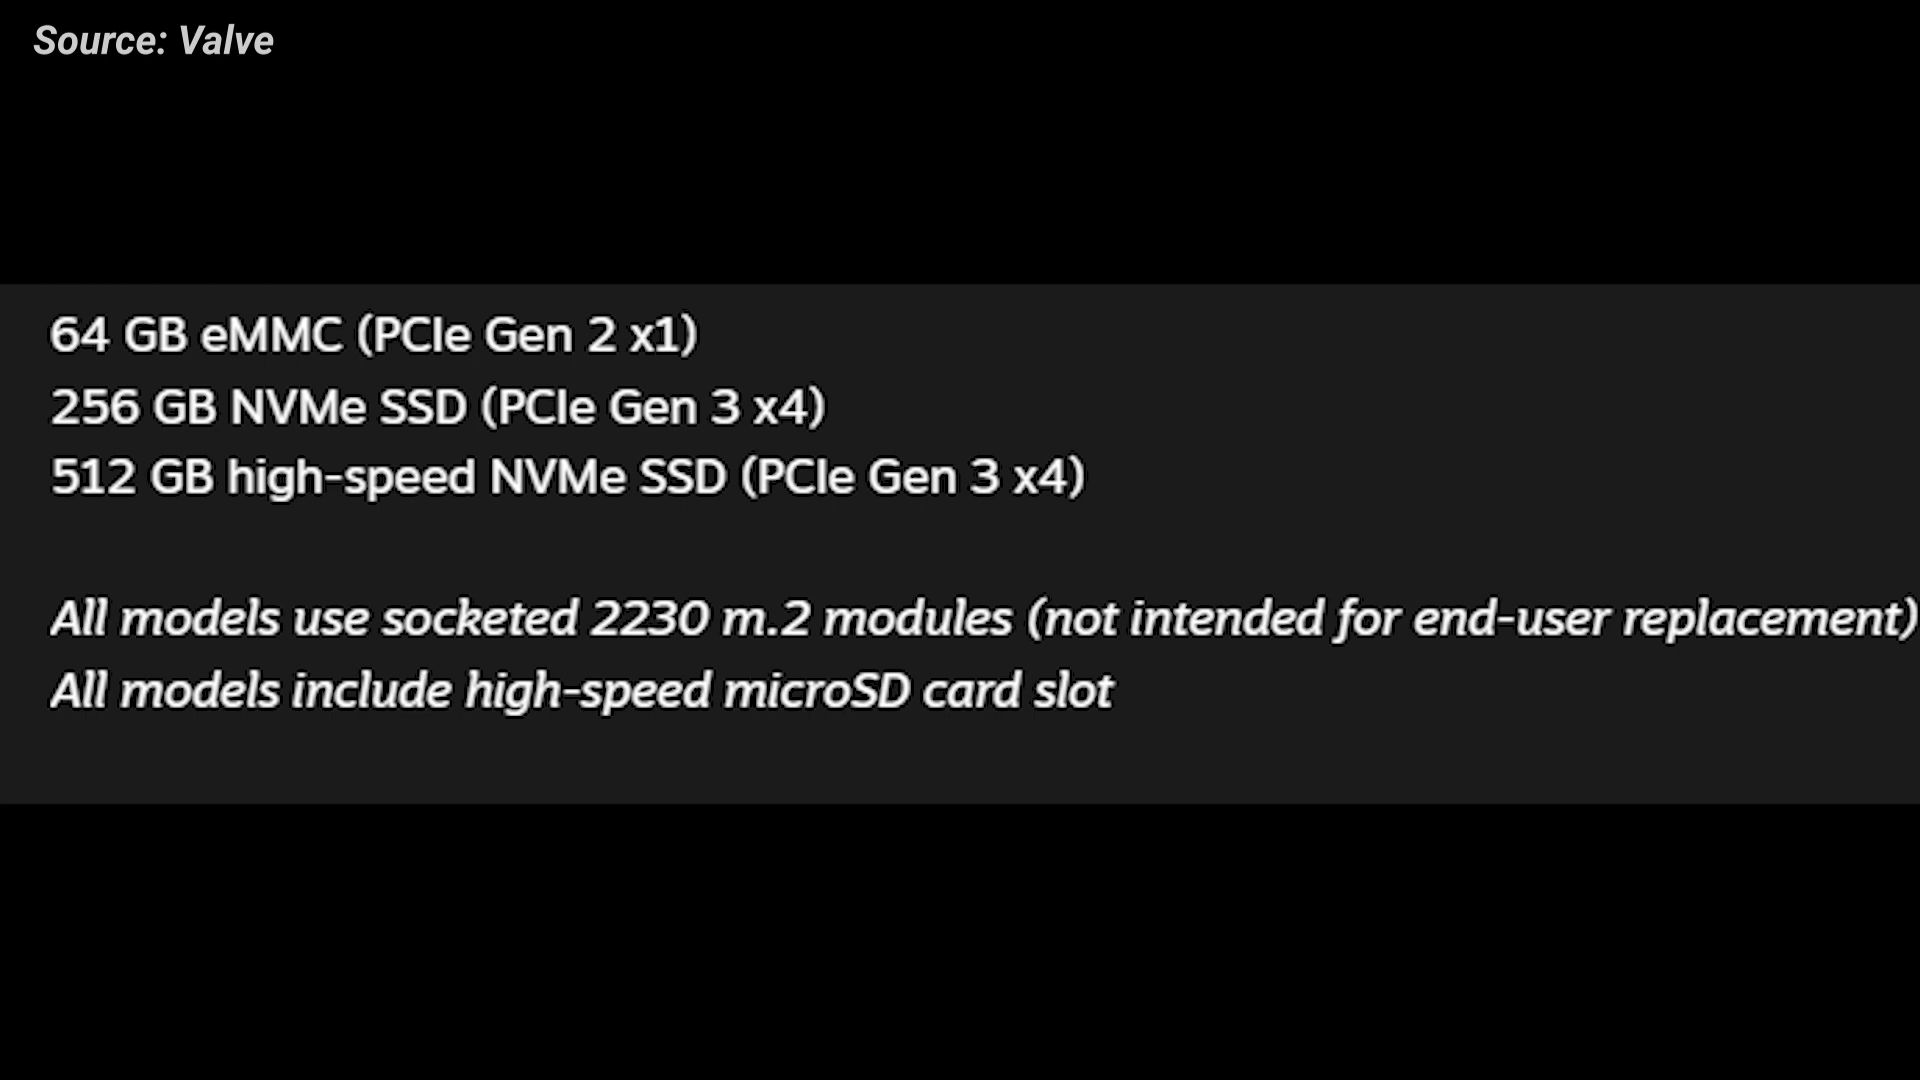 Source: Valve
64 GB eMMC (PCIe Gen 2 x1)
256 GB NVMe SSD (PCIe Gen 3 x4)
512 GB high-speed NVMe SSD (PCIe Gen 3 x4)
All models use socketed 2230 m.2 modules (not intended for end-user replacement)
All models include high-speed microSD card slot